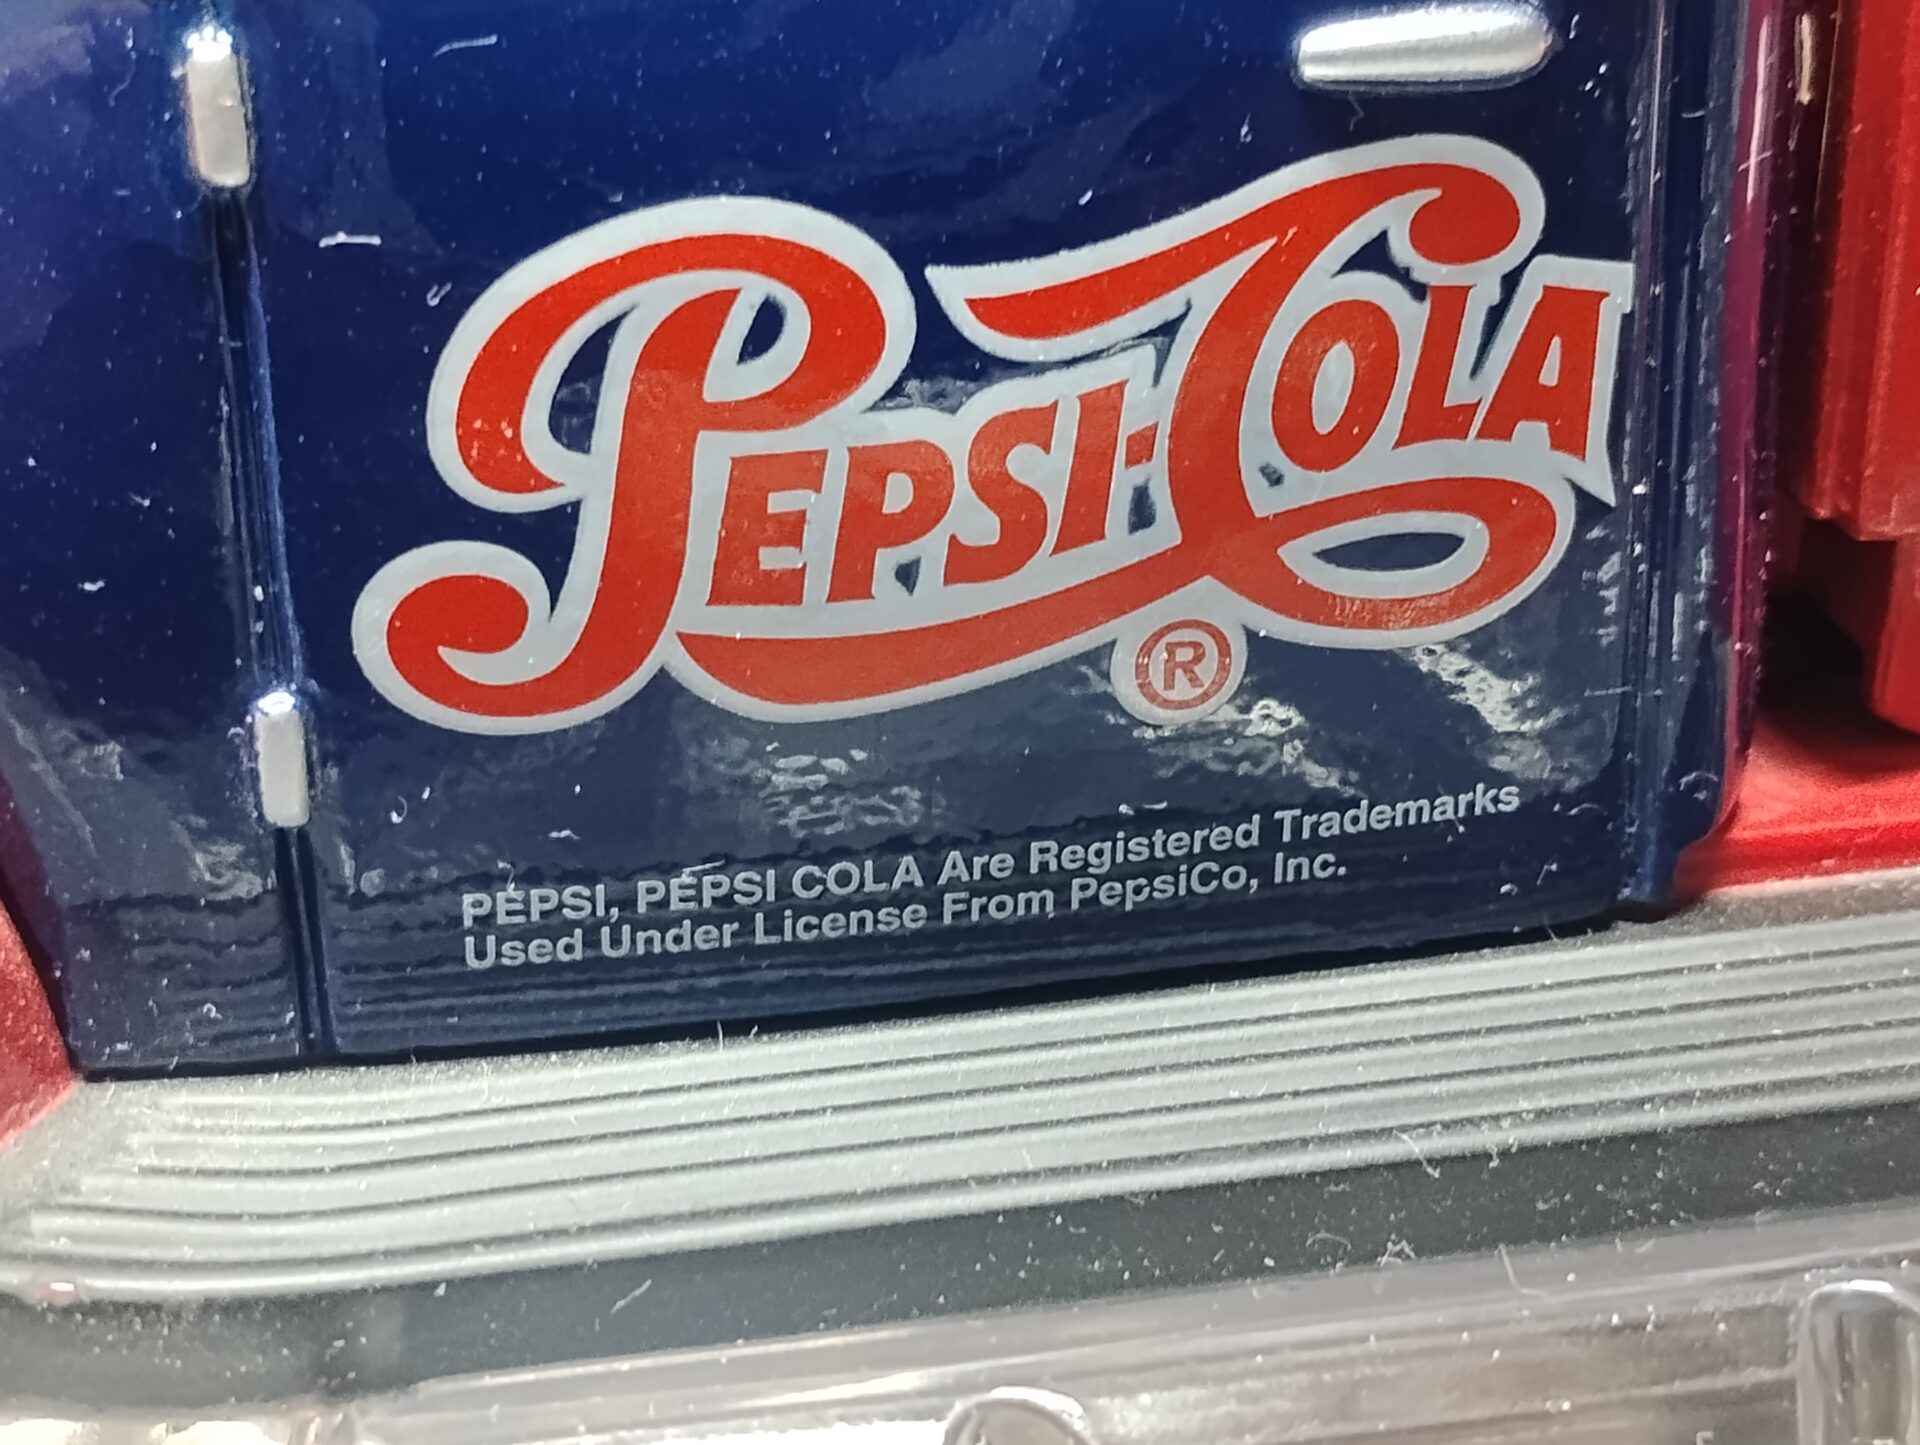 PEPSI-COLA
®
PEPSI, PEPSI COLA Are Registered Trademarks
Used Under License From PepsiCo, Inc.